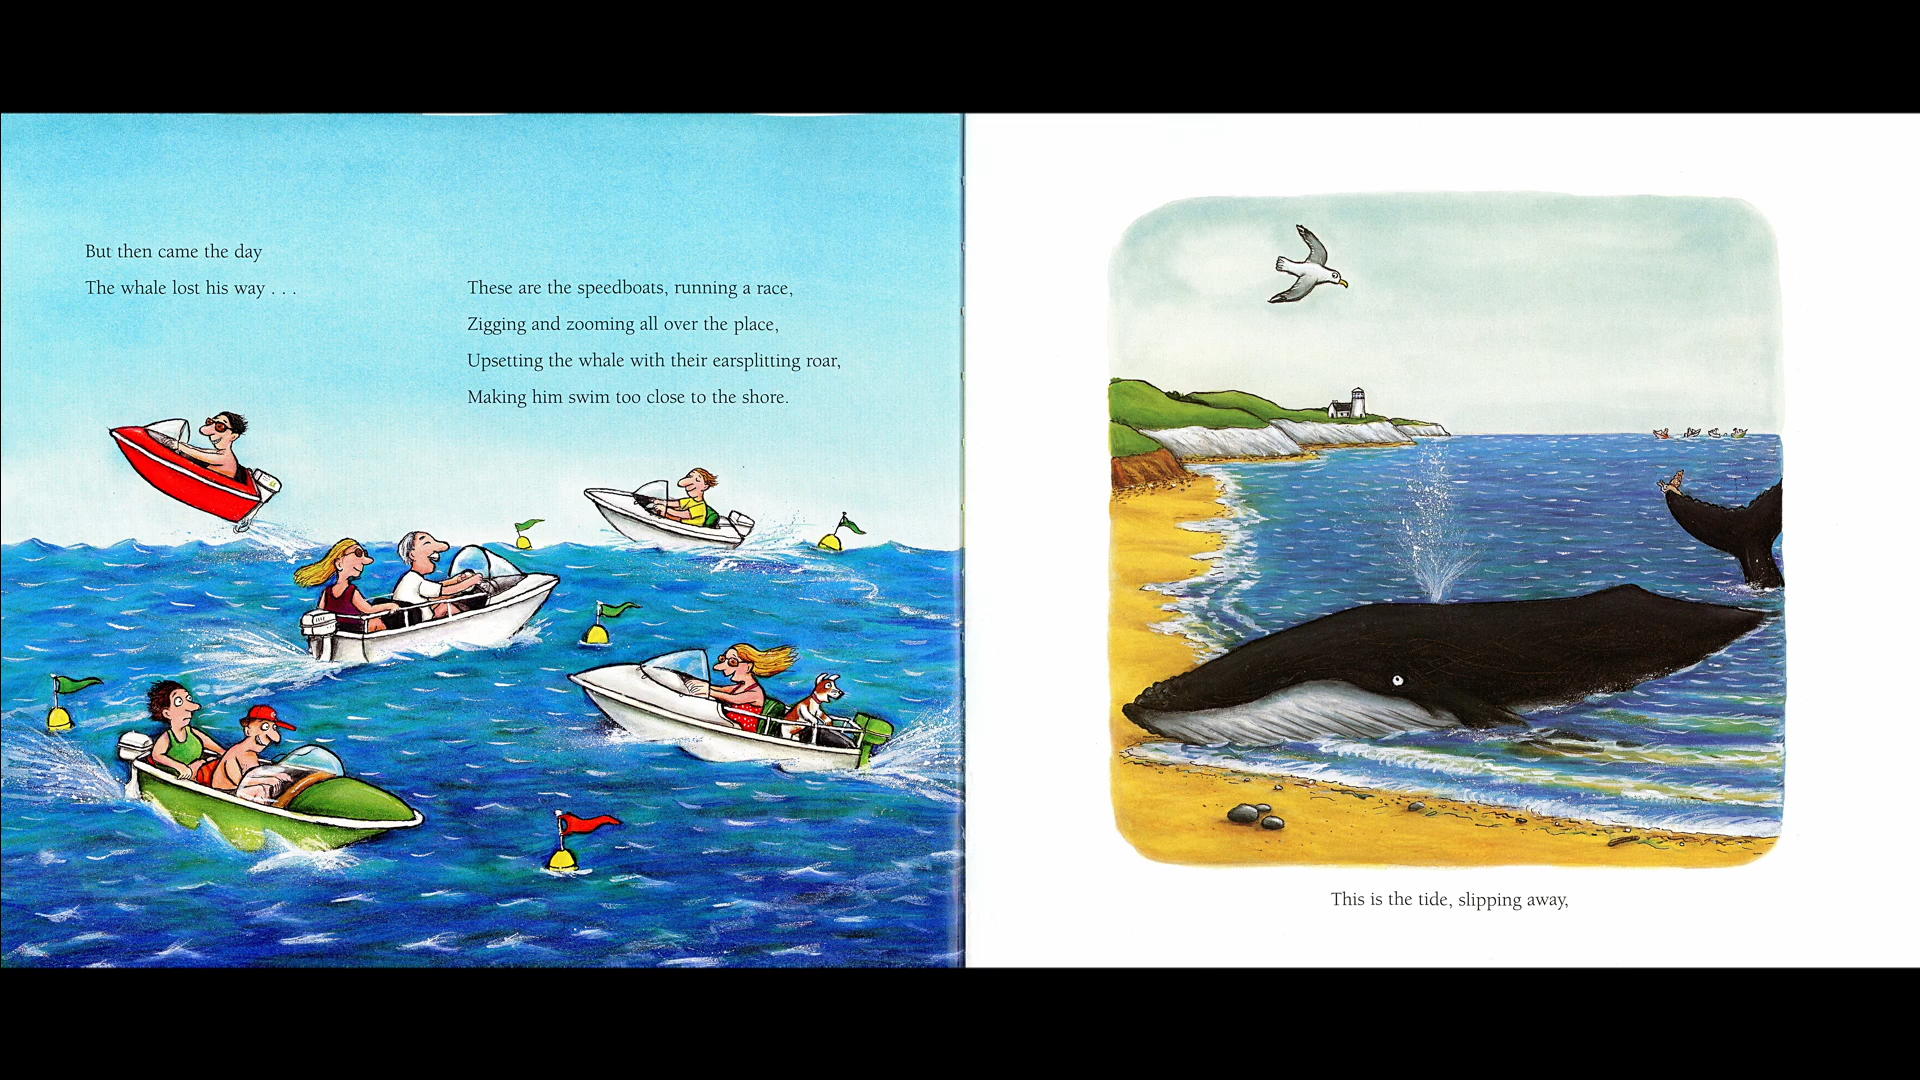 But then came the day
The whale lost his way . . .
These are the speedboats, running a race,
Zigging and zooming all over the place,
Upsetting the whale with their earsplitting roar,
Making him swim too close to the shore.
This is the tide, slipping away,